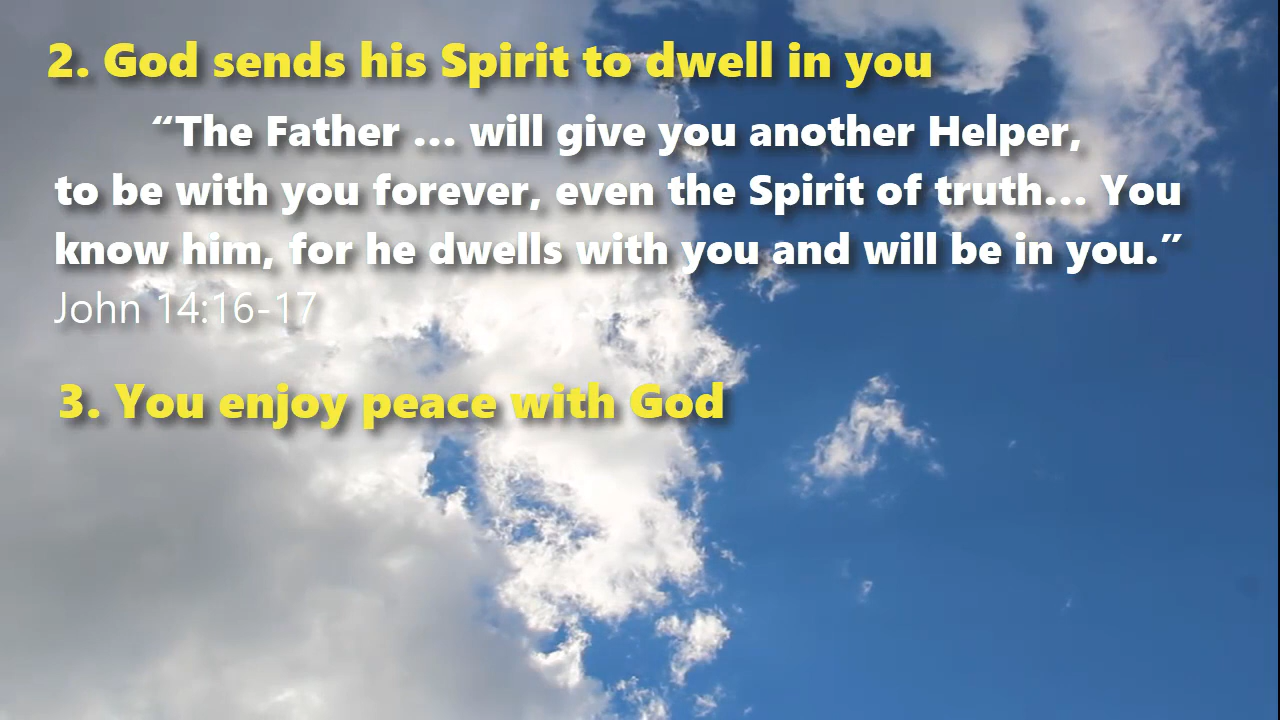 2. God sends his Spirit to dwell in you
“The Father ... will give you another Helper,
to be with you forever, even the Spirit of truth... You
know him, for he dwells with you and will be in you.”
John 14:16-17
3. You enjoy peace with God